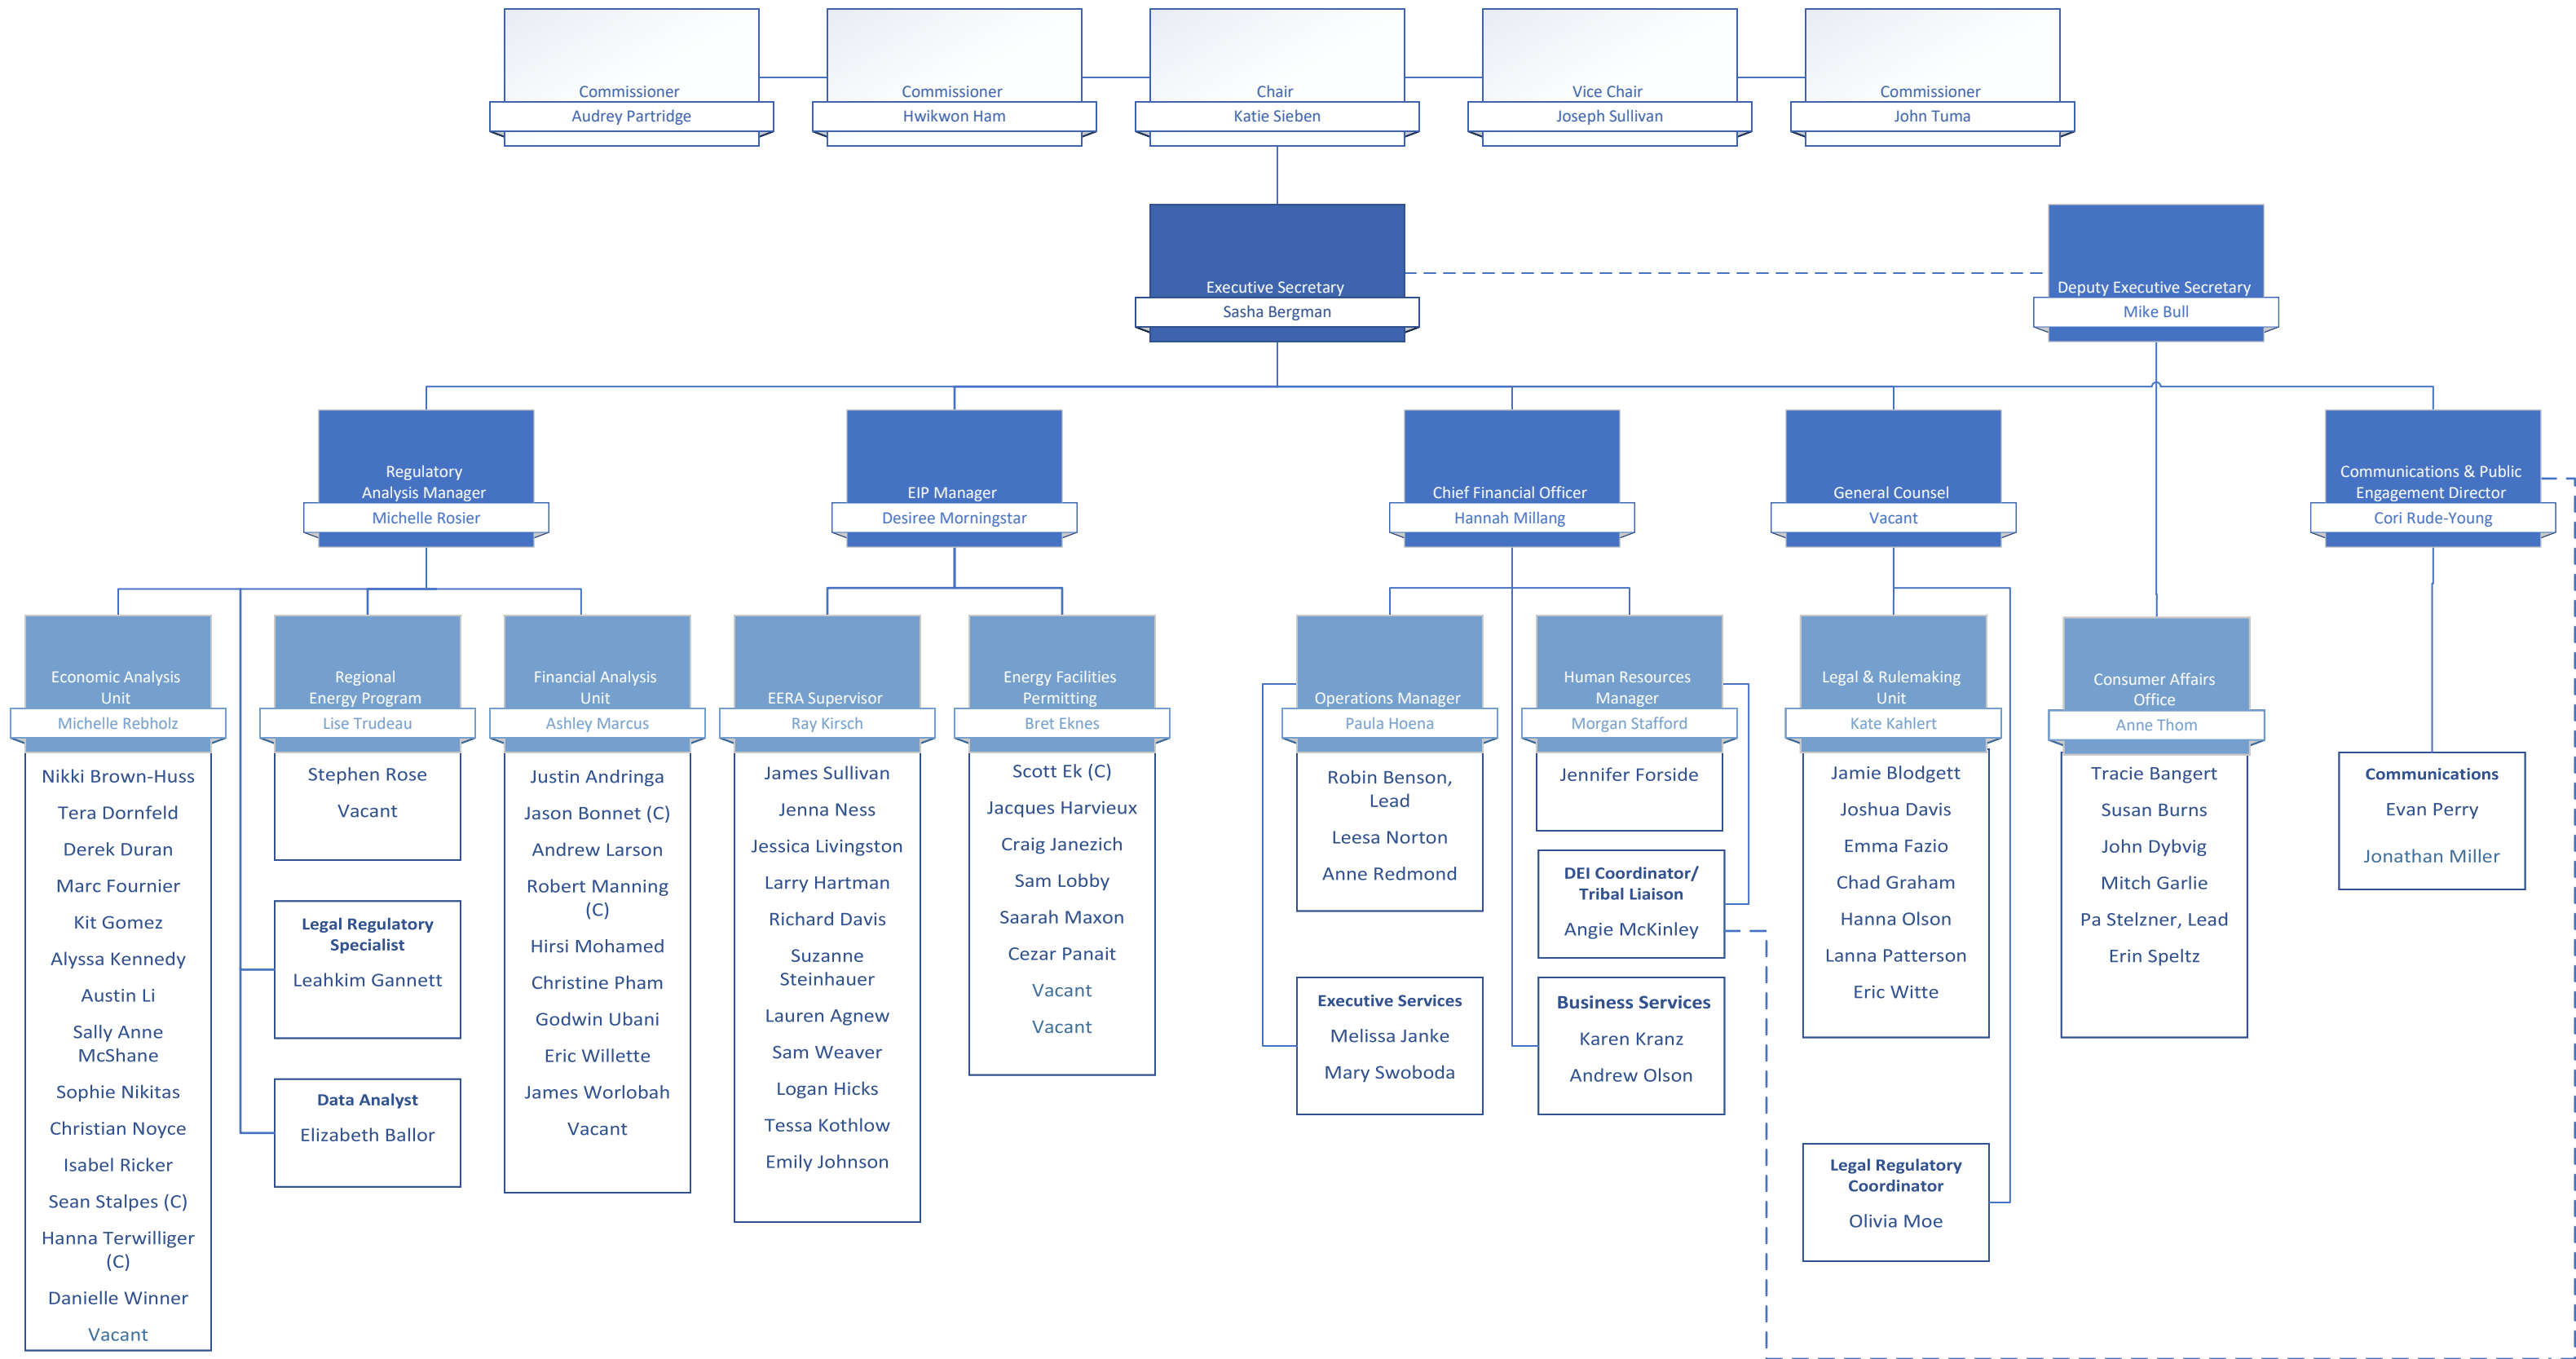 Commissioner
Audrey Partridge
Commissioner
Hwikwon Ham
Chair
Katie Sieben
Vice Chair
Joseph Sullivan
Commissioner
John Tuma
Executive Secretary
Sasha Bergman
Deputy Executive Secretary
Mike Bull
Regulatory
Analysis Manager
Michelle Rosier
EIP Manager
Desiree Morningstar
Chief Financial Officer
Hannah Millang
General Counsel
Vacant
Communications & Public
Engagement Director
Cori Rude-Young
Economic Analysis
Unit
Michelle Rebholz
Nikki Brown-Huss
Tera Dornfeld
Derek Duran
Marc Fournier
Kit Gomez
Alyssa Kennedy
Austin Li
Sally Anne
McShane
Sophie Nikitas
Christian Noyce
Isabel Ricker
Sean Stalpes (C)
Hanna Terwilliger
(C)
Danielle Winner
Vacant
Regional
Energy Program
Lise Trudeau
Stephen Rose
Vacant
Legal Regulatory
Specialist
Leahkim Gannett
Data Analyst
Elizabeth Ballor
Financial Analysis
Unit
Ashley Marcus
Justin Andringa
Jason Bonnet (C)
Andrew Larson
Robert Manning
(C)
Hirsi Mohamed
Christine Pham
Godwin Ubani
Eric Willette
James Worlobah
Vacant
EERA Supervisor
Ray Kirsch
James Sullivan
Jenna Ness
Jessica Livingston
Larry Hartman
Richard Davis
Suzanne
Steinhauer
Lauren Agnew
Sam Weaver
Logan Hicks
Tessa Kothlow
Emily Johnson
Energy Facilities
Permitting
Bret Eknes
Scott Ek (C)
Jacques Harvieux
Craig Janezich
Sam Lobby
Saarah Maxon
Cezar Panait
Vacant
Vacant
Operations Manager
Paula Hoena
Robin Benson,
Lead
Leesa Norton
Anne Redmond
Executive Services
Melissa Janke
Mary Swoboda
Human Resources
Manager
Morgan Stafford
Jennifer Forside
DEI Coordinator/
Tribal Liaison
Angie McKinley
Business Services
Karen Kranz
Andrew Olson
Legal & Rulemaking
Unit
Kate Kahlert
Jamie Blodgett
Joshua Davis
Emma Fazio
Chad Graham
Hanna Olson
Lanna Patterson
Eric Witte
Legal Regulatory
Coordinator
Olivia Moe
Consumer Affairs
Office
Anne Thom
Tracie Bangert
Susan Burns
John Dybvig
Mitch Garlie
Pa Stelzner, Lead
Erin Speltz
Communications
Evan Perry
Jonathan Miller